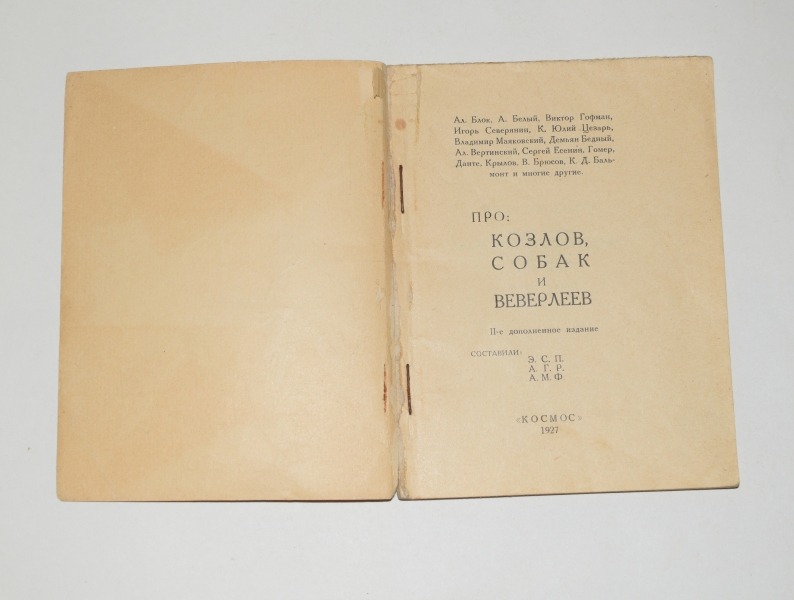 Ал. Блок, А. Белый, Виктор Гофман,
Игорь Северянин, К. Юлий Цезарь,
Владимир Маяковский, Демьян Бедный,
Ал. Вертинский, Сергей Есенин, Гомер,
Данте, Крылов, В. Брюсов, К. Д. Баль-
монт и многие другие.
ПРО:
КОЗЛОВ,
СОБАК
И
ВЕВЕРЛЕЕВ
II-е дополненное издание
СОСТАВИЛИ:
Э. С. П.
А. Г. Р.
А. М. Ф.
«КОСМОС»
1927